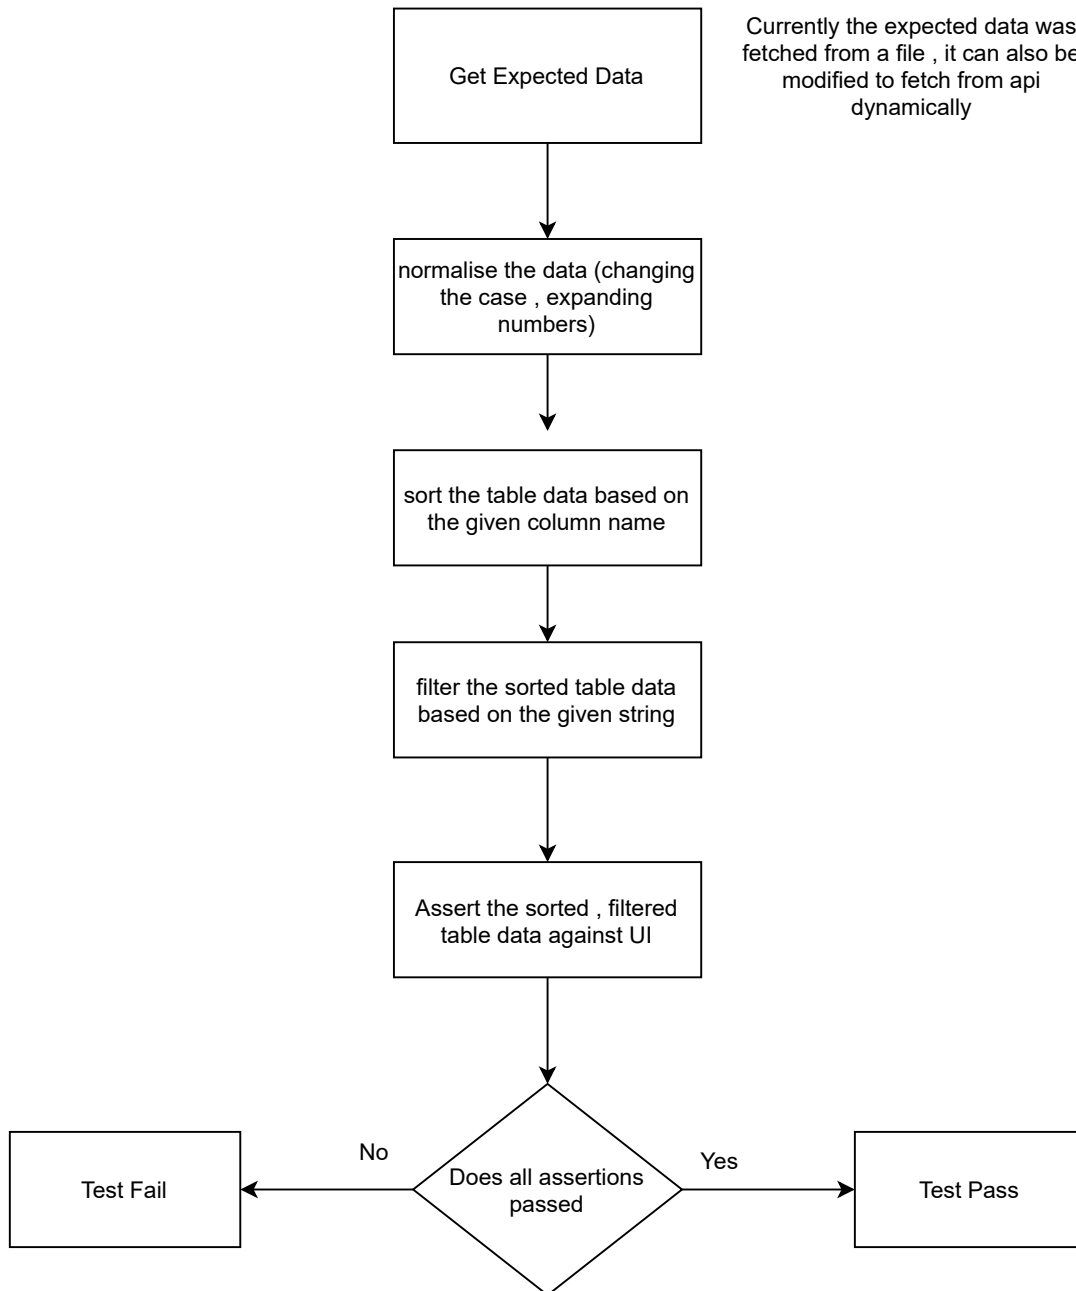 Get Expected Data
Currently the expected data was
fetched from a file , it can also be
modified to fetch from api
dynamically
normalise the data (changing
the case , expanding
numbers)
sort the table data based on
the given column name
filter the sorted table data
based on the given string
Assert the sorted , filtered
table data against UI
No
Yes
Test Fail
Does all assertions
passed
Test Pass